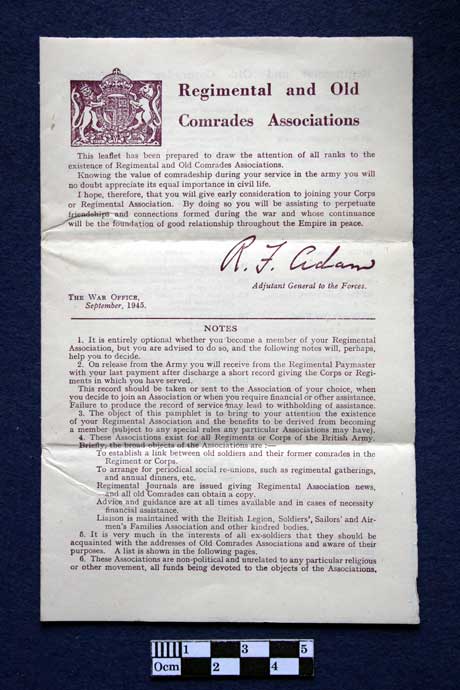 Regimental and Old
Comrades Associations
This leaflet has been prepared to draw the attention of all ranks to the
existence of Regimental and Old Comrades Associations.
Knowing the value of comradeship during your service in the army you will
no doubt appreciate its equal importance in civil life.
I hope, therefore, that you will give early consideration to joining your Corps
or Regimental Association. By doing so you will be assisting to perpetuate
friendships and connections formed during the war and whose continuance
will be the foundation of good relationship throughout the Empire in peace.
R. F. Adam
Adjutant General to the Forces.
The War Office,
September, 1945.
NOTES
1. It is entirely optional whether you become a member of your Regimental
Association, but you are advised to do so, and the following notes will, perhaps,
help you to decide.
2. On release from the Army you will receive from the Regimental Paymaster
with your last payment after discharge a short record giving the Corps or Regi-
ments in which you have served.
This record should be taken or sent to the Association of your choice, when
you decide to join an Association or when you require financial or other assistance.
Failure to produce the record of service may lead to withholding of assistance.
3. The object of this pamphlet is to bring to your attention the existence
of your Regimental Association and the benefits to be derived from becoming
a member (subject to any special rules any particular Associations may have).
4. These Associations exist for all Regiments or Corps of the British Army.
Briefly, the broad objects of the Associations are :—
To establish a link between old soldiers and their former comrades in the
Regiment or Corps.
To arrange for periodical social re-unions, such as regimental gatherings,
and annual dinners, etc.
Regimental Journals are issued giving Regimental Association news,
and all old Comrades can obtain a copy.
Advice and guidance are at all times available and in cases of necessity
financial assistance.
Liaison is maintained with the British Legion, Soldiers', Sailors' and Air-
men's Families Association and other kindred bodies.
5. It is very much in the interests of all ex-soldiers that they should be
acquainted with the addresses of Old Comrades Associations and aware of their
purposes. A list is shown in the following pages.
6. These Associations are non-political and unrelated to any particular religious
or other movement, all funds being devoted to the objects of the Associations.
1 3 5
0cm 2 4